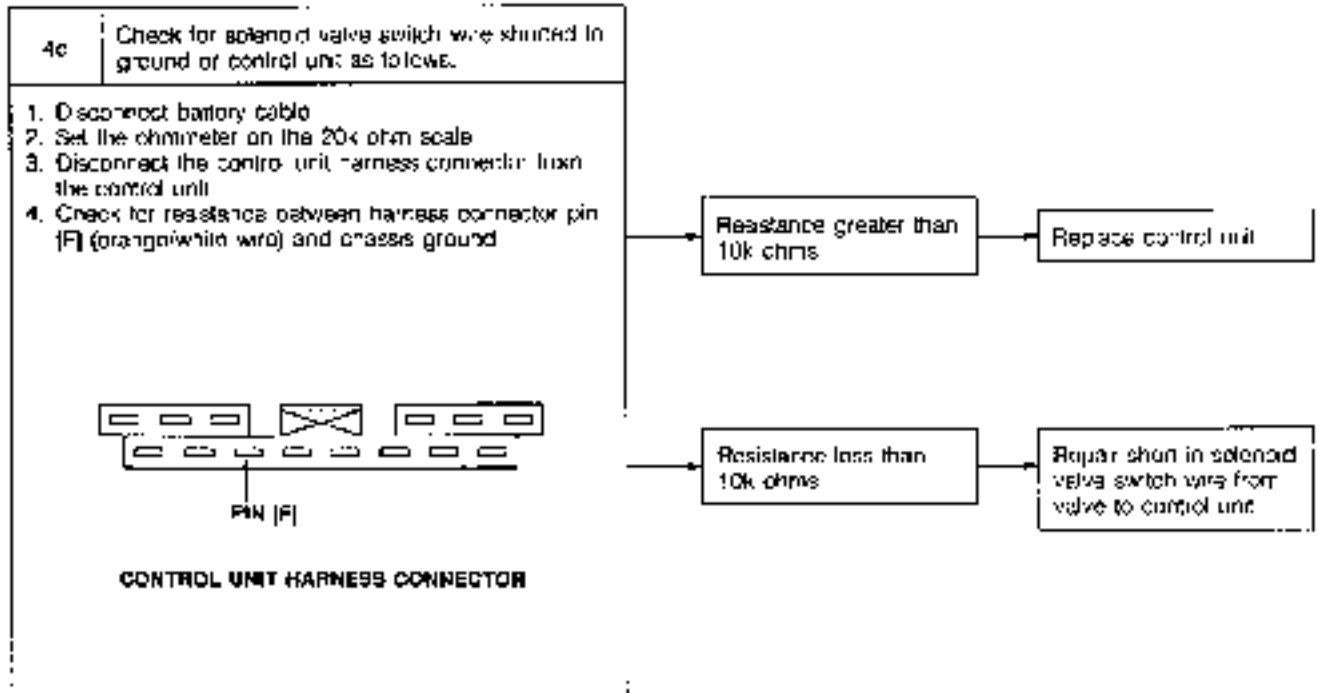 4c
Check for solenoid valve switch wire shorted to
ground or control unit as follows.
1. Disconnect battery cable
2. Set the ohmmeter on the 20k ohm scale
3. Disconnect the control unit harness connector from
the control unit
4. Check for resistance between harness connector pin
[F] (orange/white wire) and chassis ground
PIN [F]
CONTROL UNIT HARNESS CONNECTOR
Resistance greater than
10k ohms
Replace control unit
Resistance less than
10k ohms
Repair short in solenoid
valve switch wire from
valve to control unit